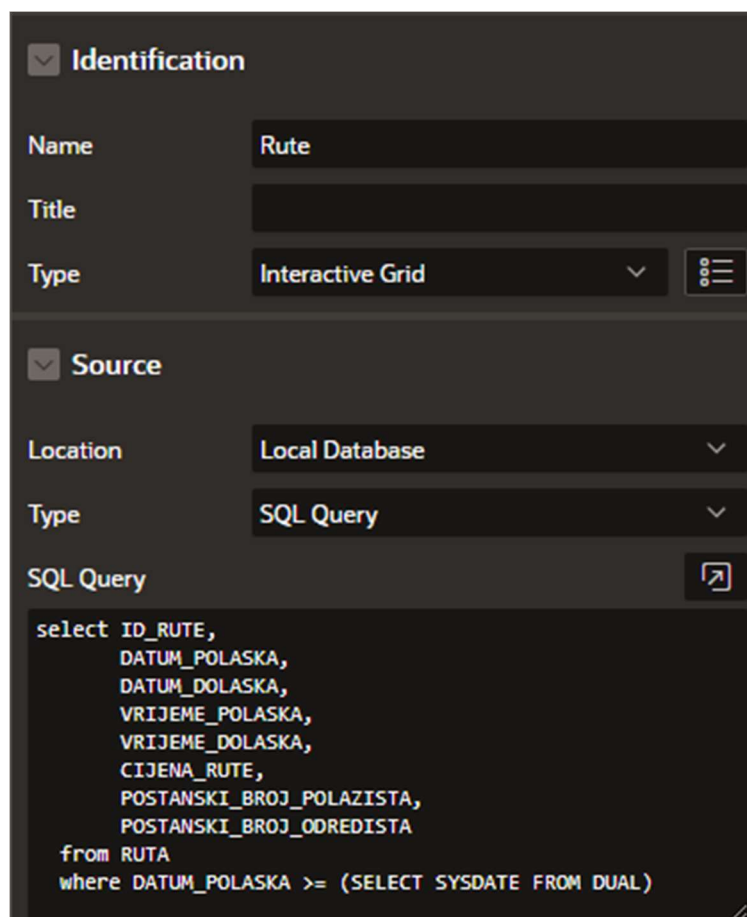 Identification
Name Rute
Title
Type Interactive Grid
Source
Location Local Database
Type SQL Query
SQL Query
select ID_RUTE,
DATUM_POLASKA,
DATUM_DOLASKA,
VRIJEME_POLASKA,
VRIJEME_DOLASKA,
CIJENA_RUTE,
POSTANSKI_BROJ_POLAZISTA,
POSTANSKI_BROJ_ODREDISTA
from RUTA
where DATUM_POLASKA >= (SELECT SYSDATE FROM DUAL)